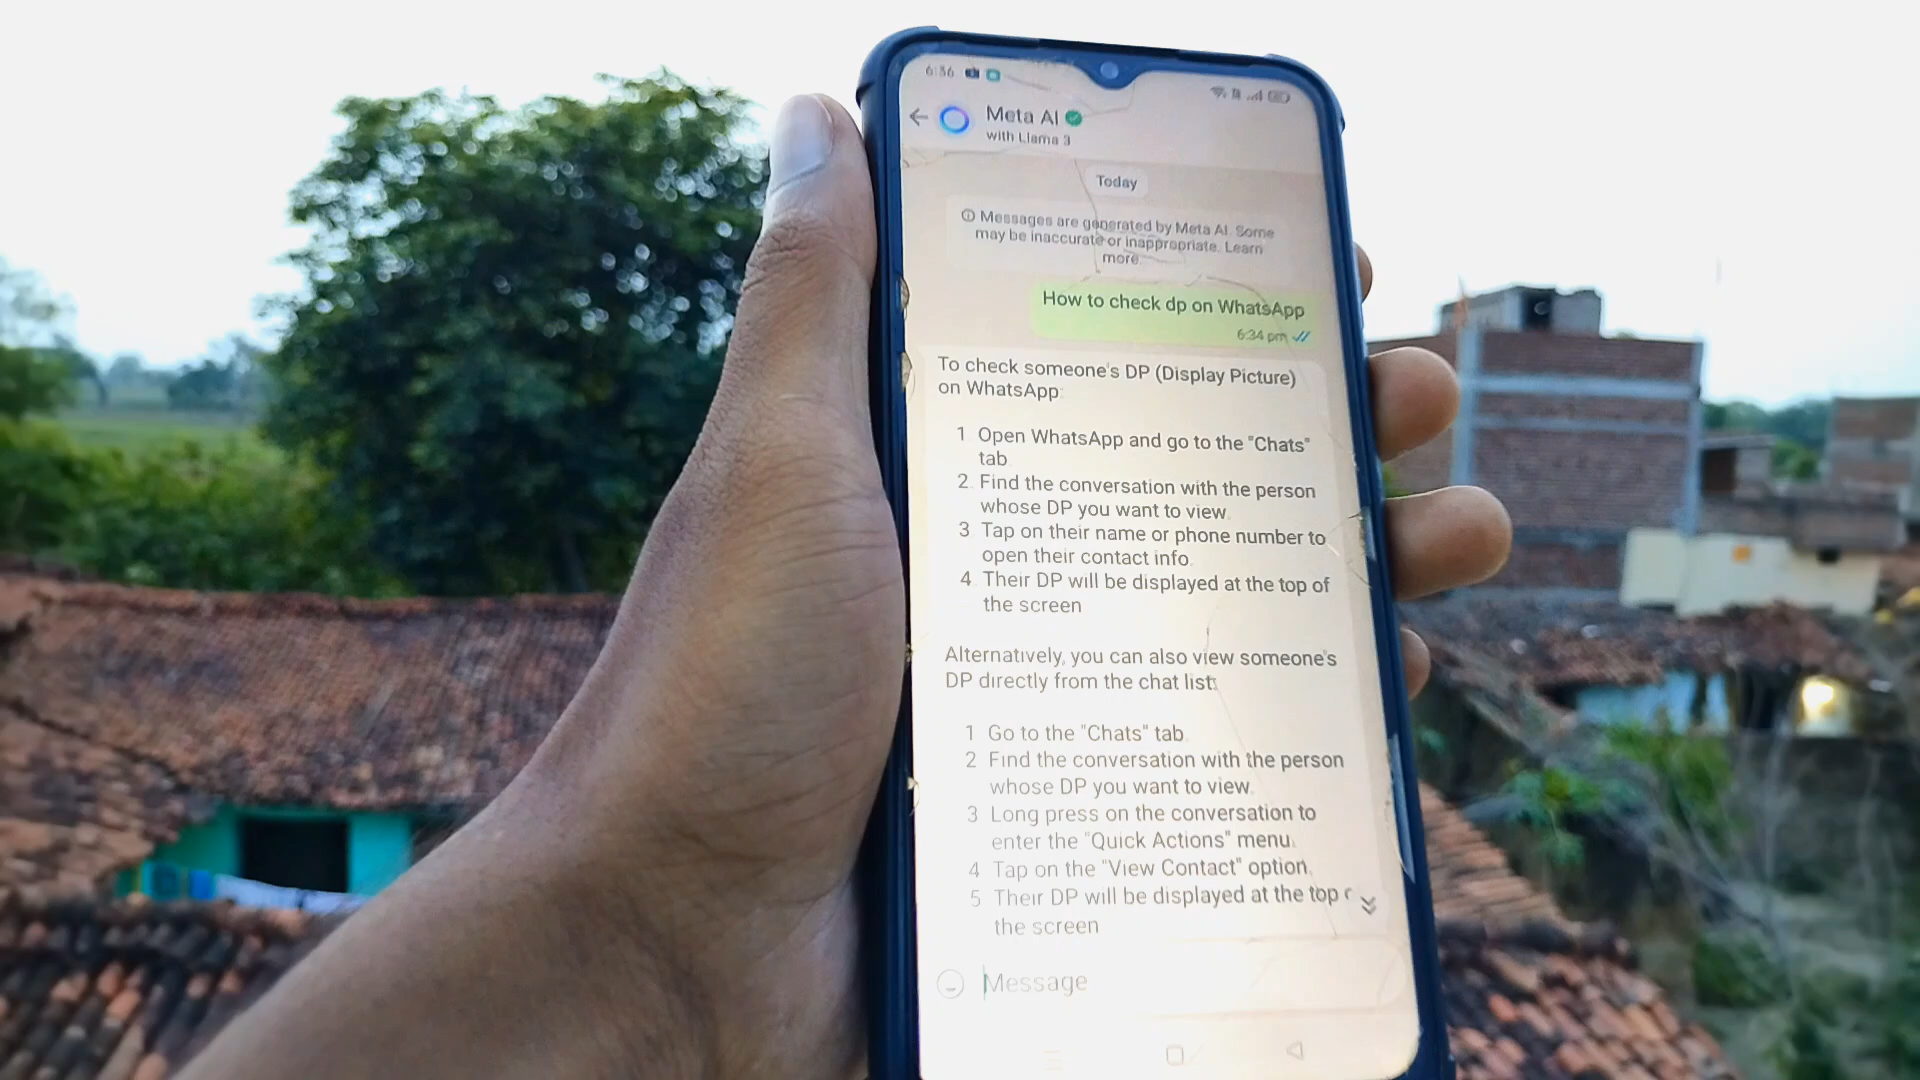 6:36
Meta AI
with Llama 3
Today
Messages are generated by Meta AI. Some
may be inaccurate or inappropriate. Learn
more.
How to check dp on WhatsApp
6:34 pm
To check someone's DP (Display Picture)
on WhatsApp:
1 Open WhatsApp and go to the "Chats"
tab.
2. Find the conversation with the person
whose DP you want to view.
3 Tap on their name or phone number to
open their contact info.
4 Their DP will be displayed at the top of
the screen
Alternatively, you can also view someone's
DP directly from the chat list:
1 Go to the "Chats" tab.
2 Find the conversation with the person
whose DP you want to view.
3 Long press on the conversation to
enter the "Quick Actions" menu.
4 Tap on the "View Contact" option.
5 Their DP will be displayed at the top
the screen
Message